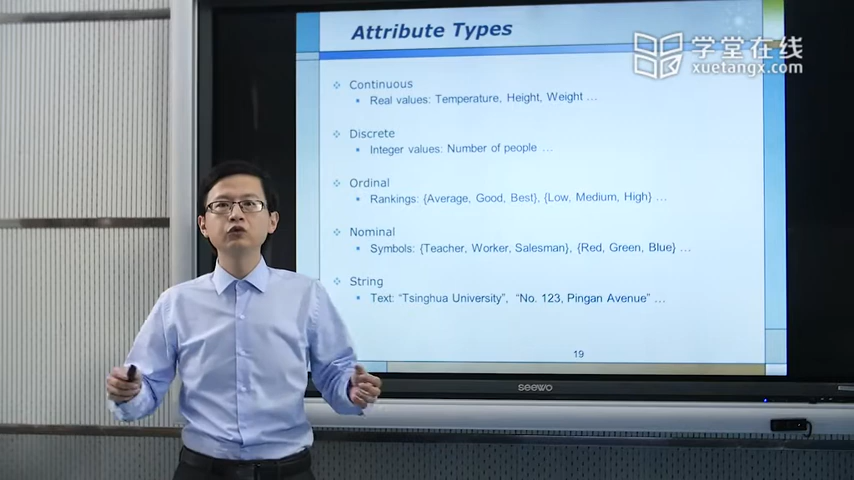 Attribute Types
学堂在线
xuetangx.com
Continuous
Real values: Temperature, Height, Weight ...
Discrete
Integer values: Number of people ...
Ordinal
Rankings: {Average, Good, Best}, {Low, Medium, High} ...
Nominal
Symbols: {Teacher, Worker, Salesman}, {Red, Green, Blue} ...
String
Text: “Tsinghua University”, “No. 123, Pingan Avenue” ...
19
seewo